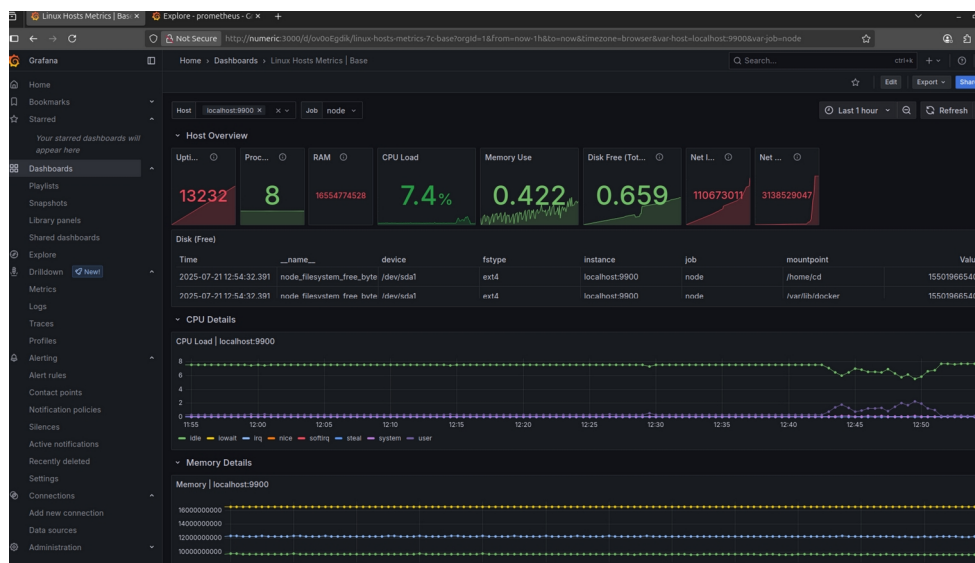 Linux Hosts Metrics | Base
Explore - prometheus - G
Not Secure http://numeric:3000/d/ov0oEgdik/linux-hosts-metrics-7c-base?orgId=1&from=now-1h&to=now&timezone=browser&var-host=localhost:9900&var-job=node
Grafana
Home > Dashboards > Linux Hosts Metrics | Base
Search...
ctrl+k
Home
Bookmarks
Starred
Your starred dashboards will
appear here
Dashboards
Playlists
Snapshots
Library panels
Shared dashboards
Explore
Drilldown New!
Metrics
Logs
Traces
Profiles
Alerting
Alert rules
Contact points
Notification policies
Silences
Active notifications
Recently deleted
Settings
Connections
Add new connection
Data sources
Administration
Edit Export Shar
Host localhost:9900 Job node
Last 1 hour Refresh
Host Overview
Upti... Proc... RAM CPU Load Memory Use Disk Free (Tot... Net I... Net ...
13232 8 16554774528 7.4% 0.422 0.659 110673011 3138529047
Disk (Free)
Time __name__ device fstype instance job mountpoint Valu
2025-07-21 12:54:32.391 node_filesystem_free_byte /dev/sda1 ext4 localhost:9900 node /home/cd 1550196654
2025-07-21 12:54:32.391 node_filesystem_free_byte /dev/sda1 ext4 localhost:9900 node /var/lib/docker 1550196654
CPU Details
CPU Load | localhost:9900
8
6
4
2
0
11:55 12:00 12:05 12:10 12:15 12:20 12:25 12:30 12:35 12:40 12:45 12:50
idle iowait irq nice softirq steal system user
Memory Details
Memory | localhost:9900
16000000000
14000000000
12000000000
10000000000